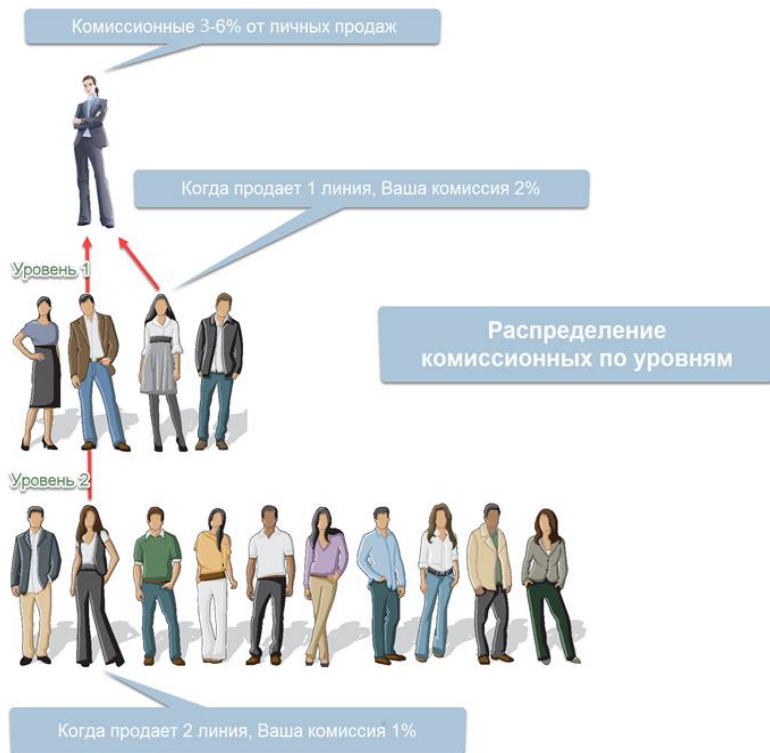 Комиссионные 3-6% от личных продаж
Когда продает 1 линия, Ваша комиссия 2%
Уровень 1
Распределение
комиссионных по уровням
Уровень 2
Когда продает 2 линия, Ваша комиссия 1%